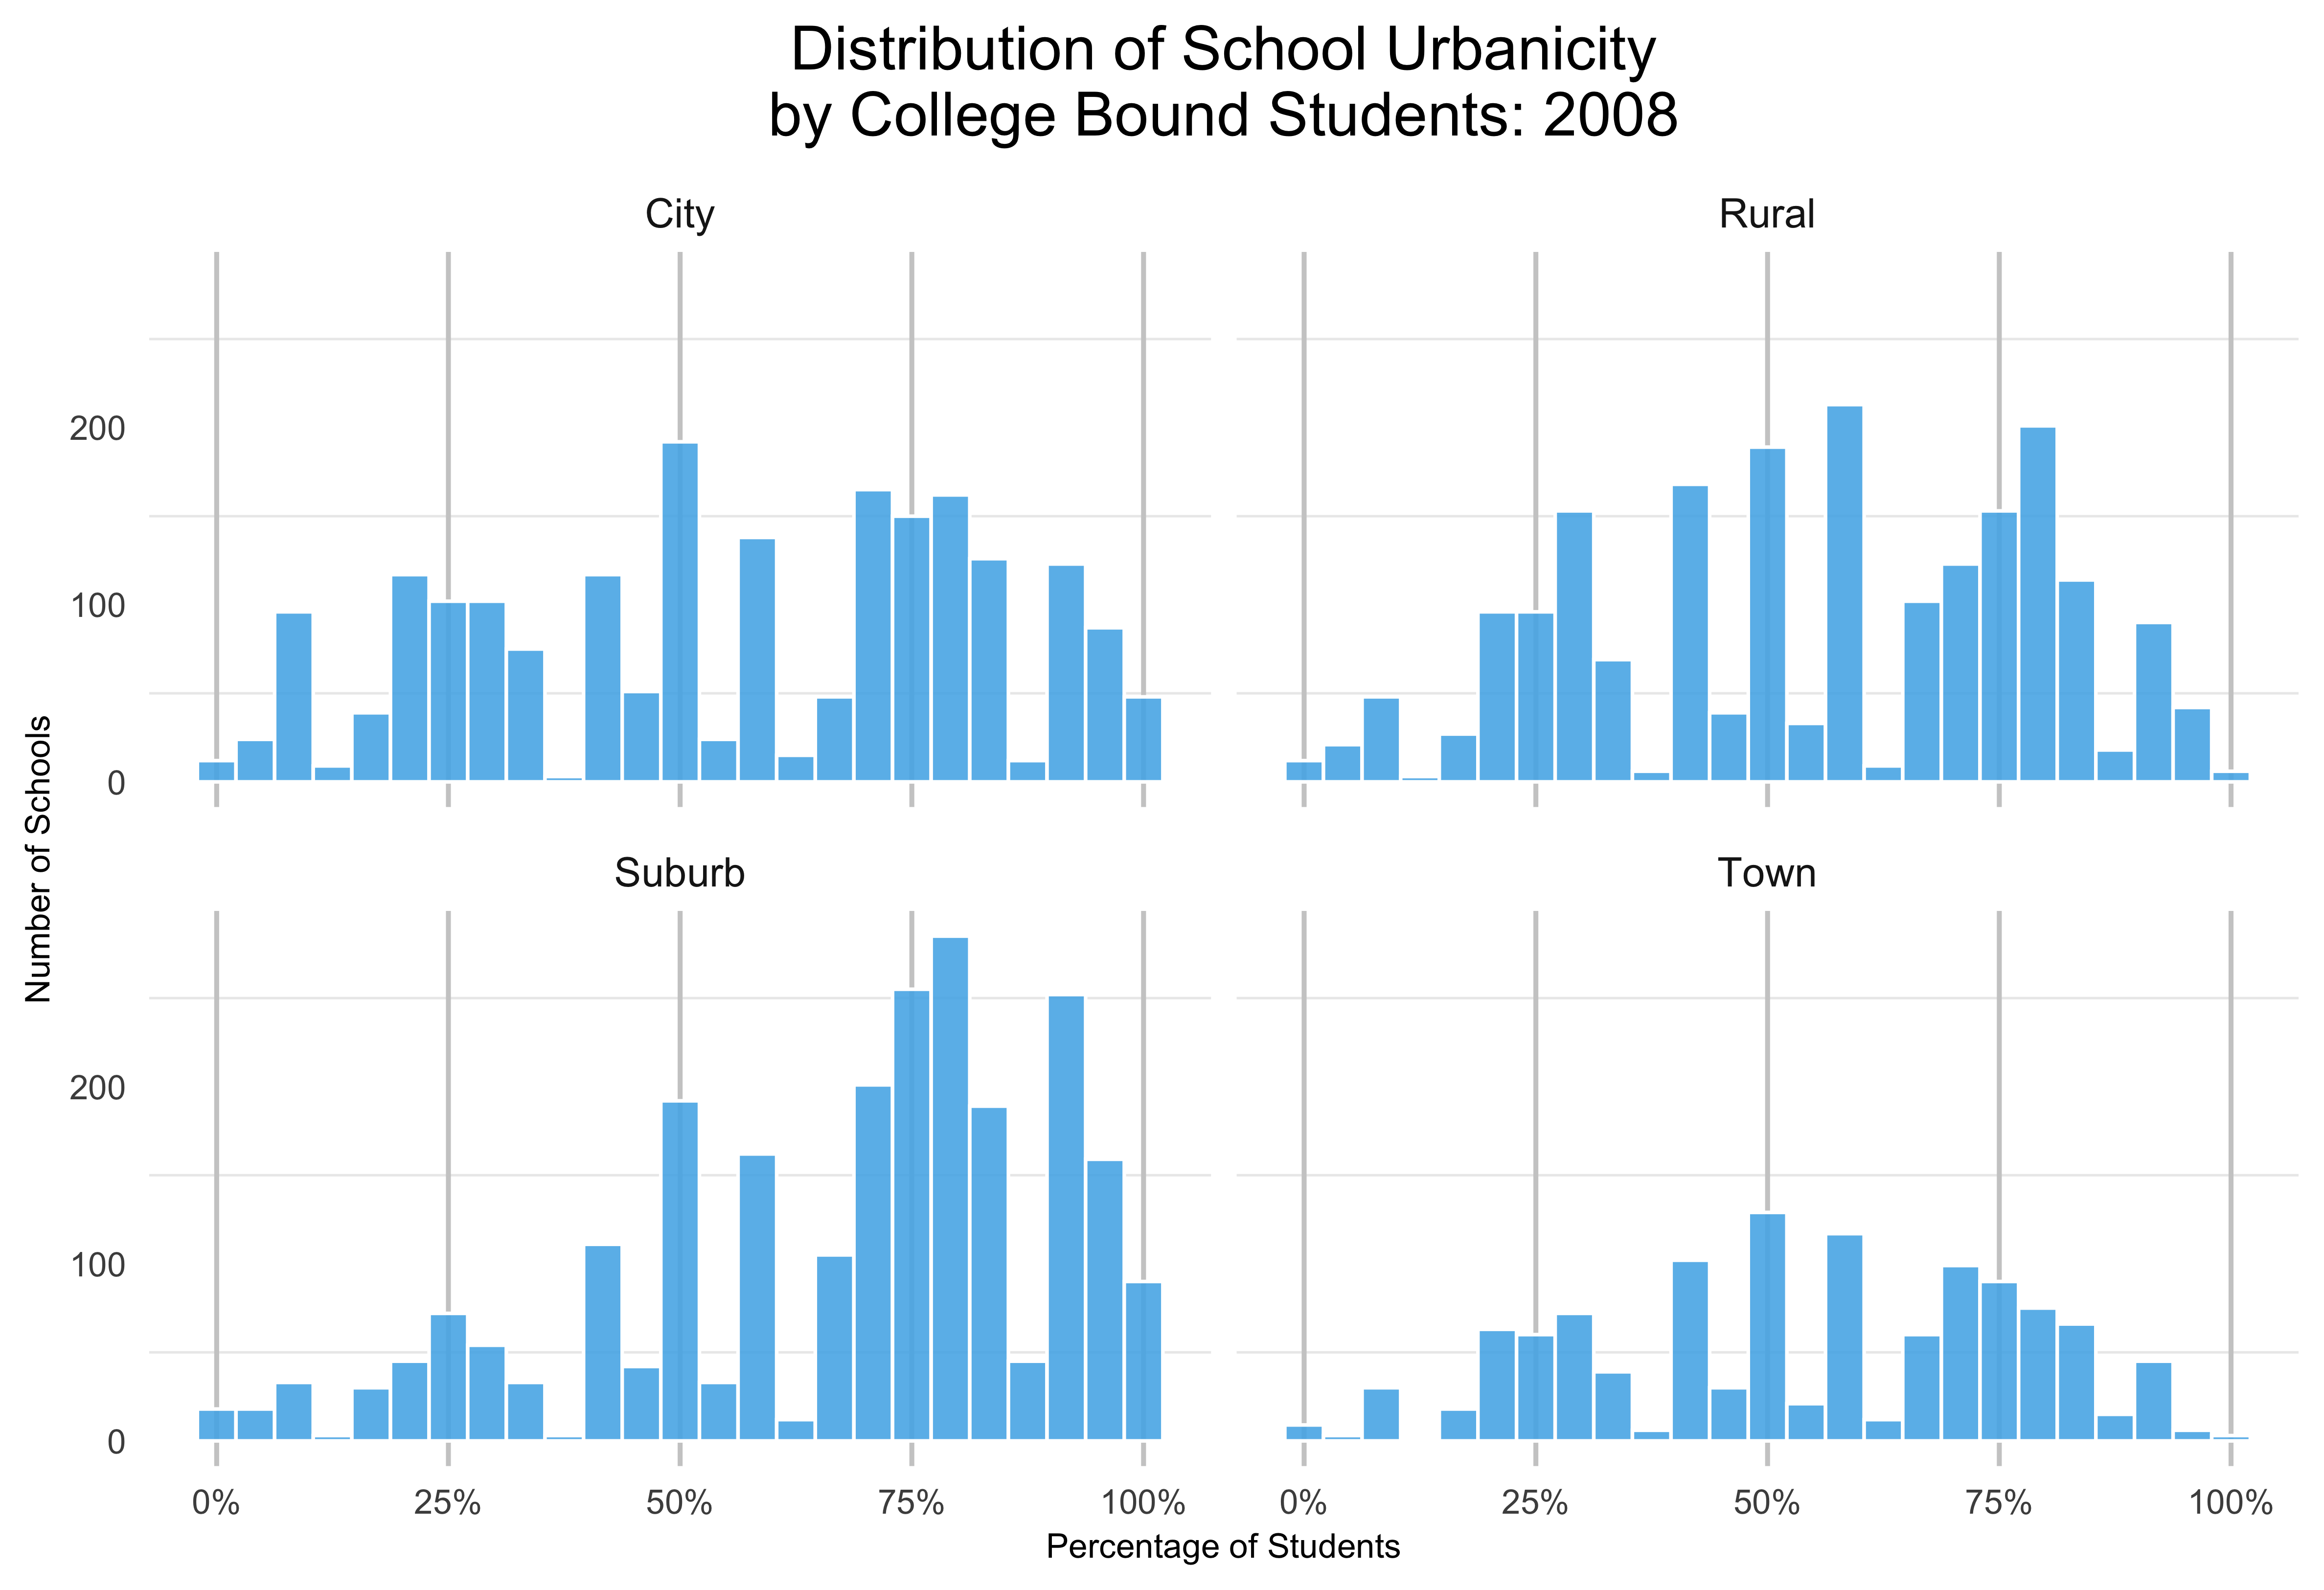 Distribution of School Urbanicity
by College Bound Students: 2008
City
Rural
200
100
0
Suburb
Town
200
100
0
Number of Schools
0% 25% 50% 75% 100% 0% 25% 50% 75% 100%
Percentage of Students